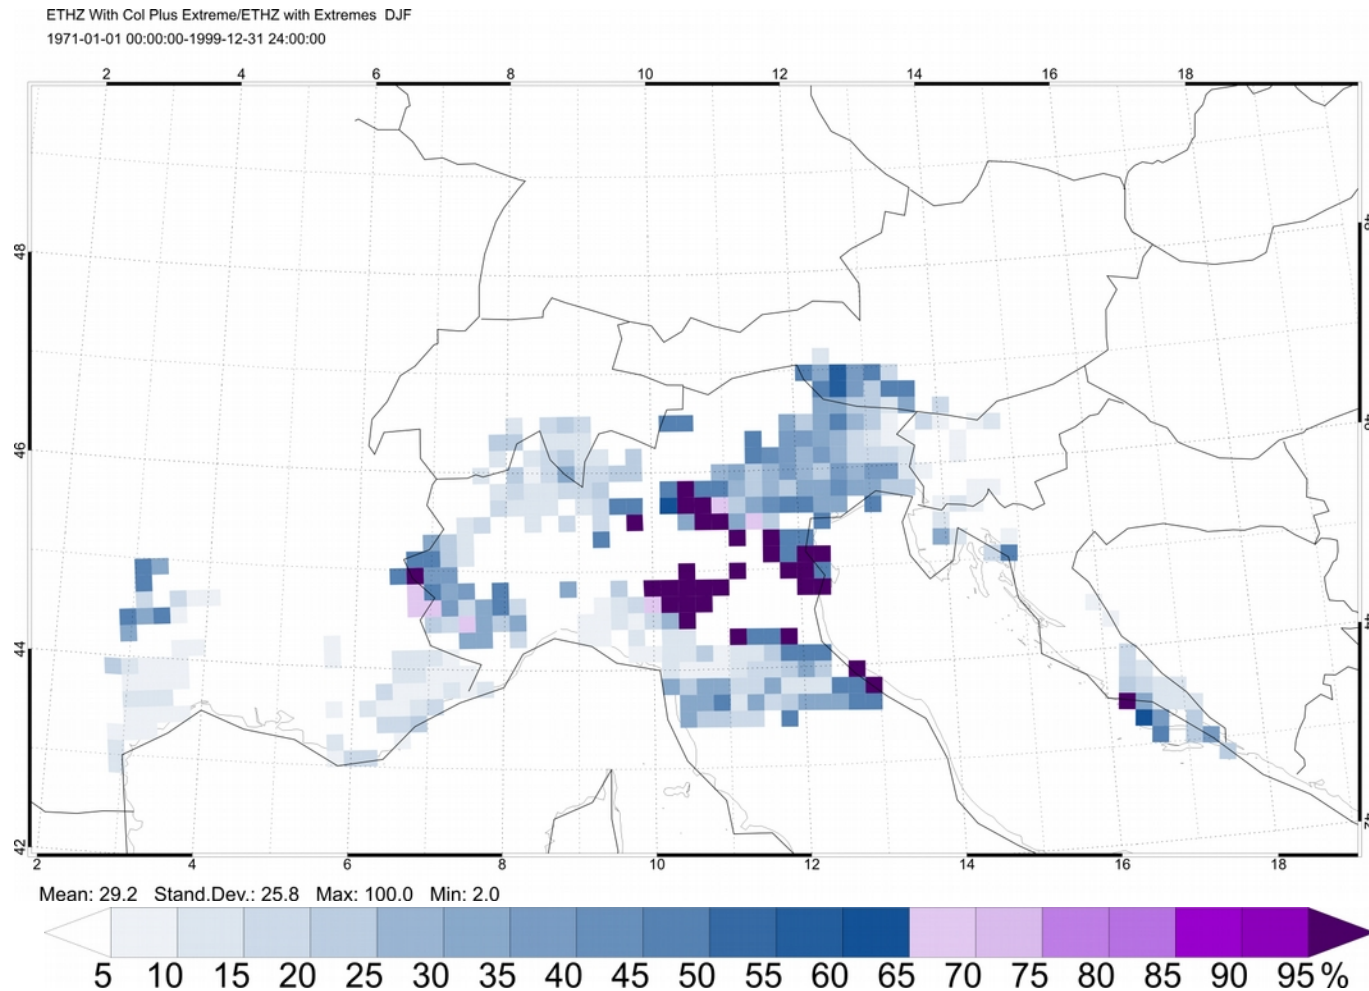 ETHZ With Col Plus Extreme/ETHZ with Extremes DJF
1971-01-01 00:00:00-1999-12-31 24:00:00
2 4 6 8 10 12 14 16 18
48
46
44
42
2 4 6 8 10 12 14 16 18
Mean: 29.2 Stand.Dev.: 25.8 Max: 100.0 Min: 2.0
5 10 15 20 25 30 35 40 45 50 55 60 65 70 75 80 85 90 95 %